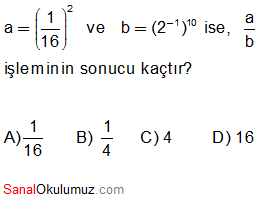 a = (1/16)² ve b = (2⁻¹)¹⁰ ise, a/b
işleminin sonucu kaçtır?
A) 1/16 B) 1/4 C) 4 D) 16
SanalOkulumuz.com